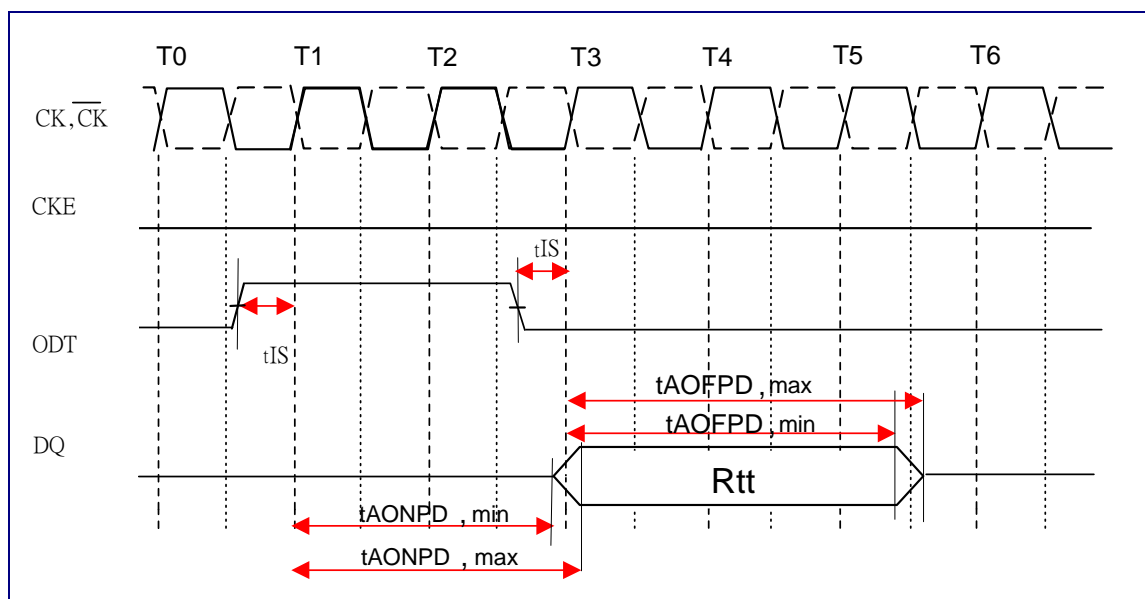 T0 T1 T2 T3 T4 T5 T6
CK, CK
CKE
tIS
ODT
tIS
tAOFPD , max
tAOFPD , min
DQ
Rtt
tAONPD , min
tAONPD , max